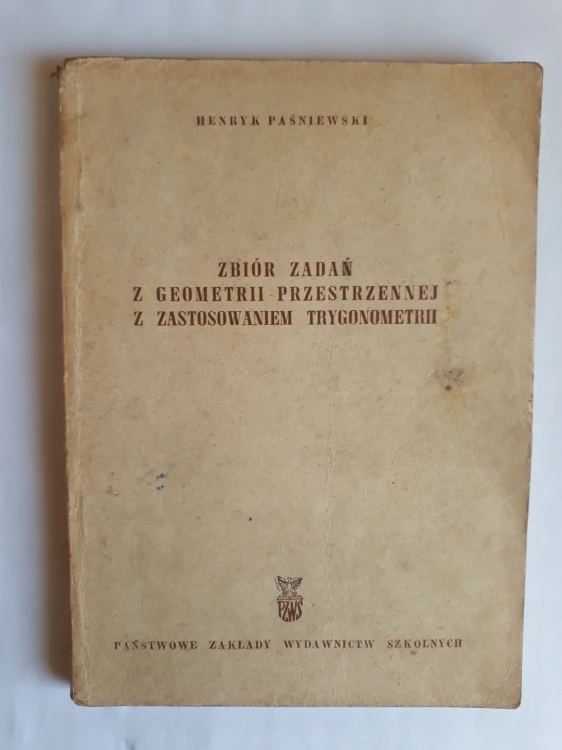 HENRYK PAŚNIEWSKI
ZBIÓR ZADAŃ
Z GEOMETRII PRZESTRZENNEJ
Z ZASTOSOWANIEM TRYGONOMETRII
PZWS
PAŃSTWOWE ZAKŁADY WYDAWNICTW SZKOLNYCH